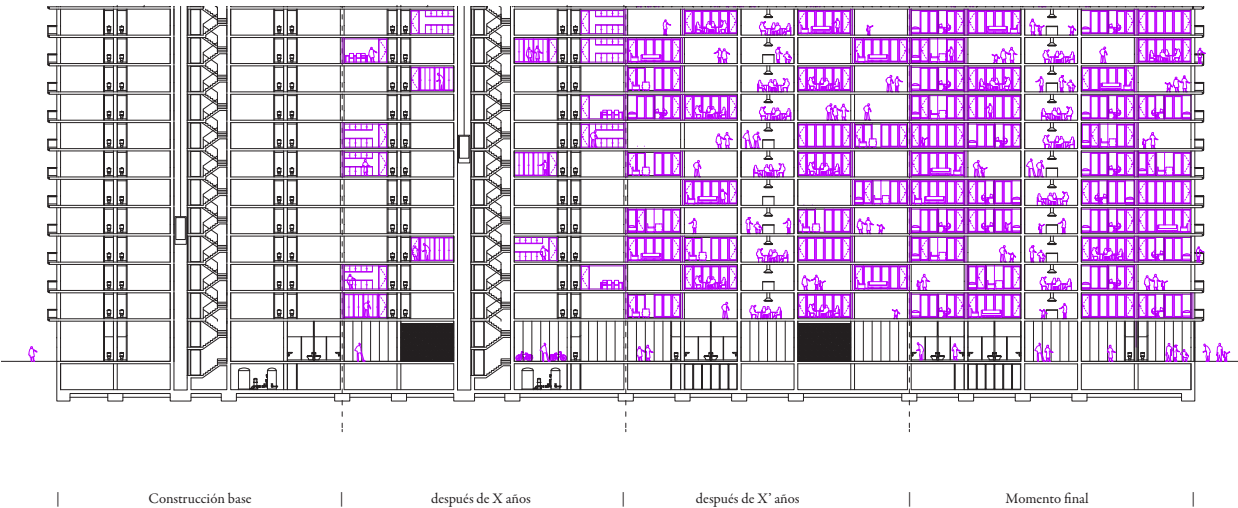 Construcción base
después de X años
después de X’ años
Momento final